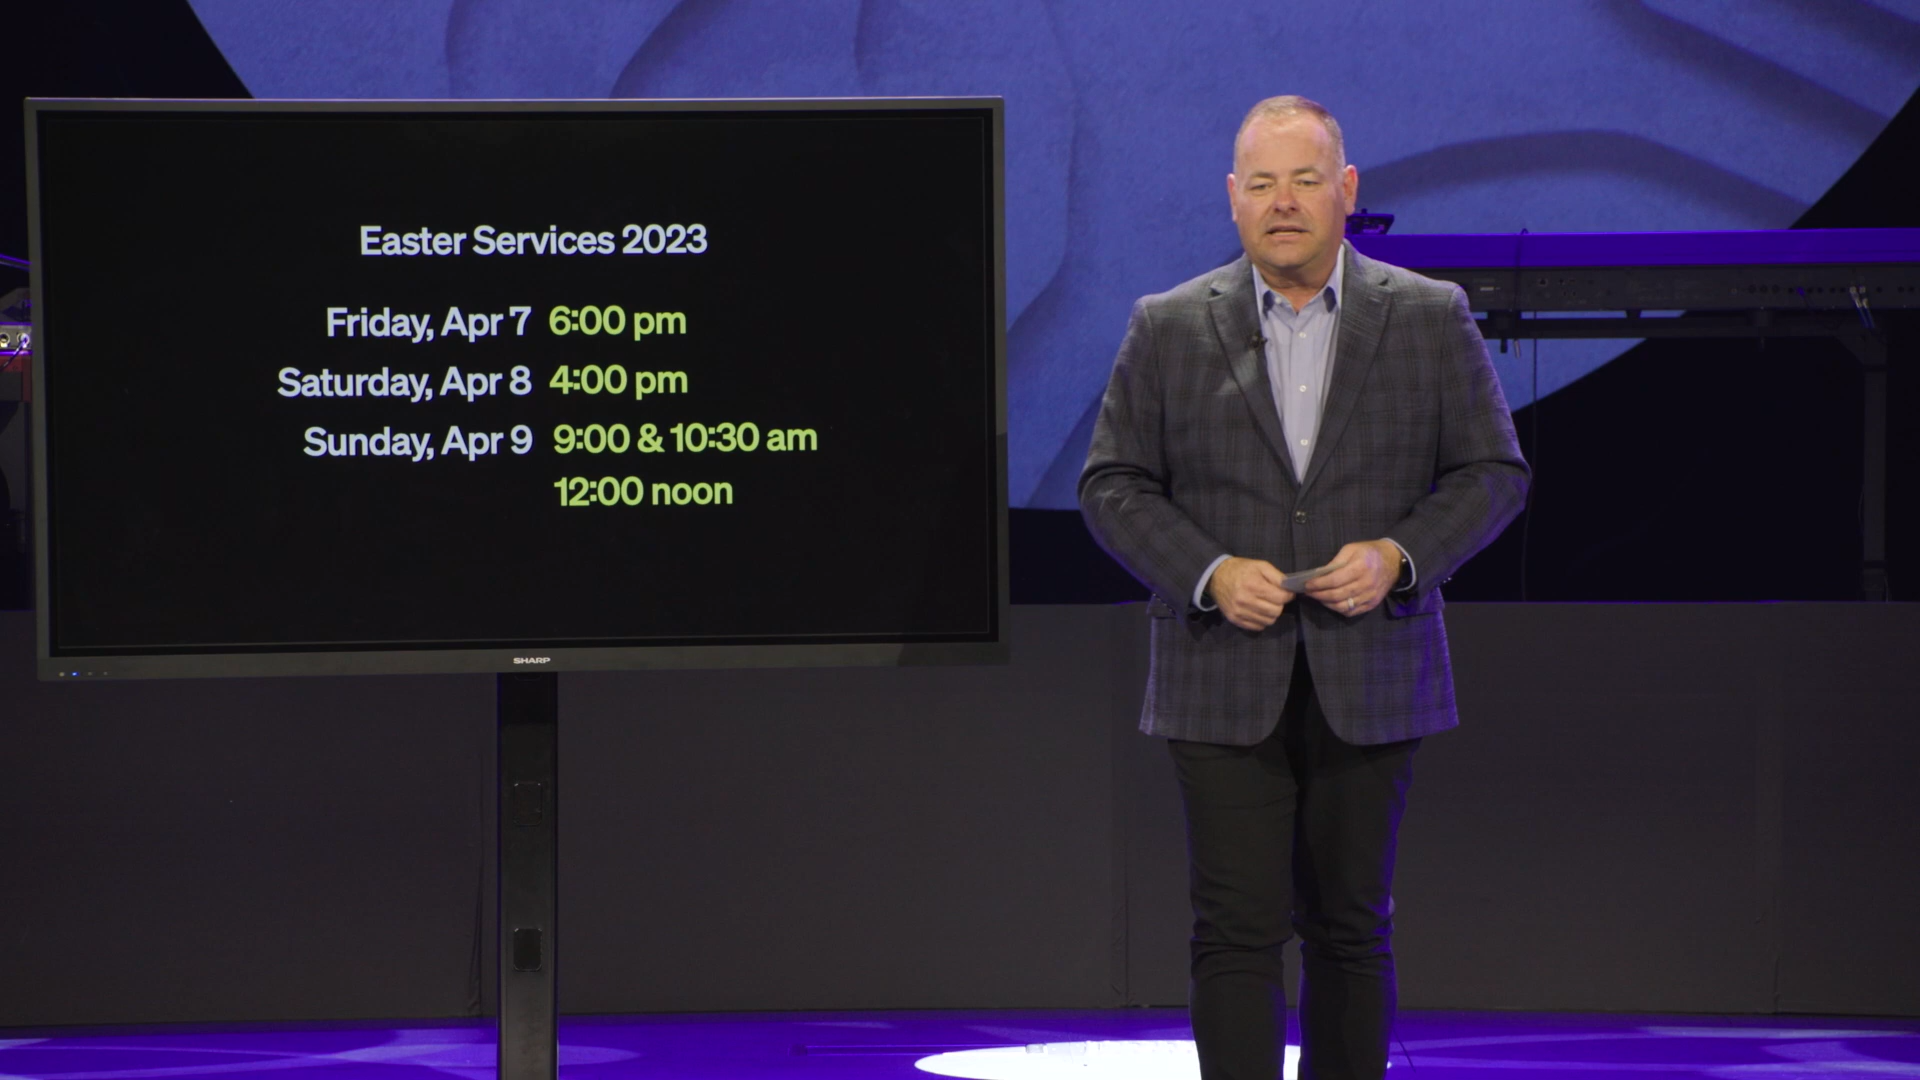 Easter Services 2023
Friday, Apr 7 6:00 pm
Saturday, Apr 8 4:00 pm
Sunday, Apr 9 9:00 & 10:30 am
12:00 noon
SHARP